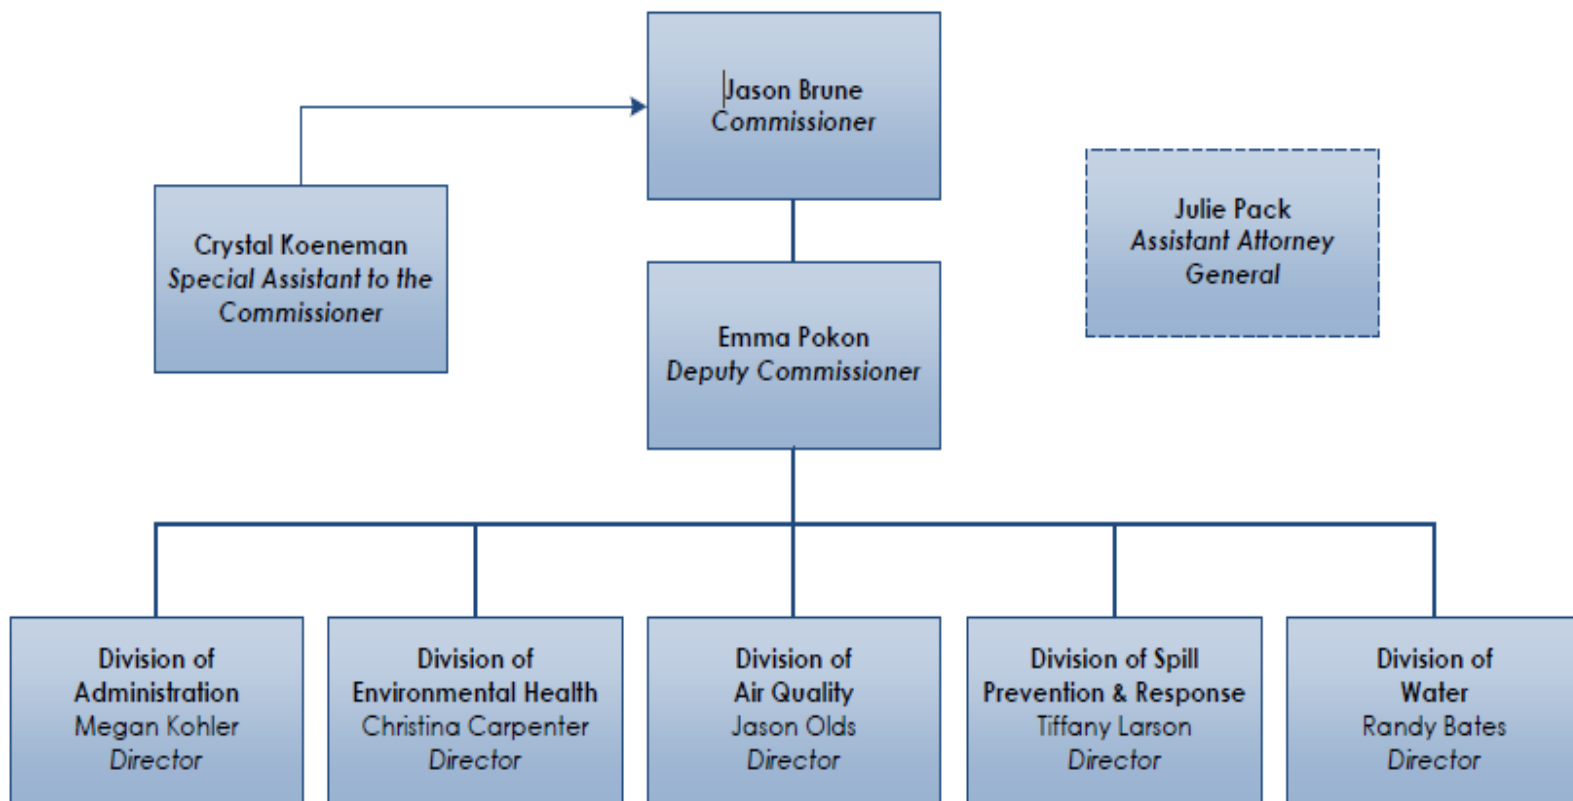 Jason Brune
Commissioner
Crystal Koeneman
Special Assistant to the
Commissioner
Julie Pack
Assistant Attorney
General
Emma Pokon
Deputy Commissioner
Division of
Administration
Megan Kohler
Director
Division of
Environmental Health
Christina Carpenter
Director
Division of
Air Quality
Jason Olds
Director
Division of Spill
Prevention & Response
Tiffany Larson
Director
Division of
Water
Randy Bates
Director